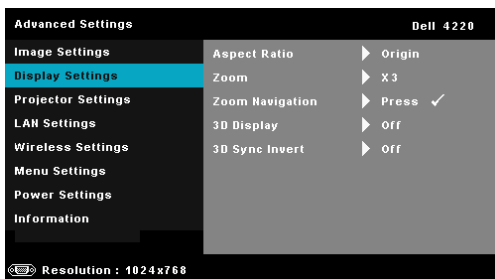 Advanced Settings Dell 4220
Image Settings Aspect Ratio Origin
Display Settings Zoom X3
Projector Settings Zoom Navigation Press
LAN Settings 3D Display Off
Wireless Settings 3D Sync Invert Off
Menu Settings
Power Settings
Information
Resolution : 1024x768